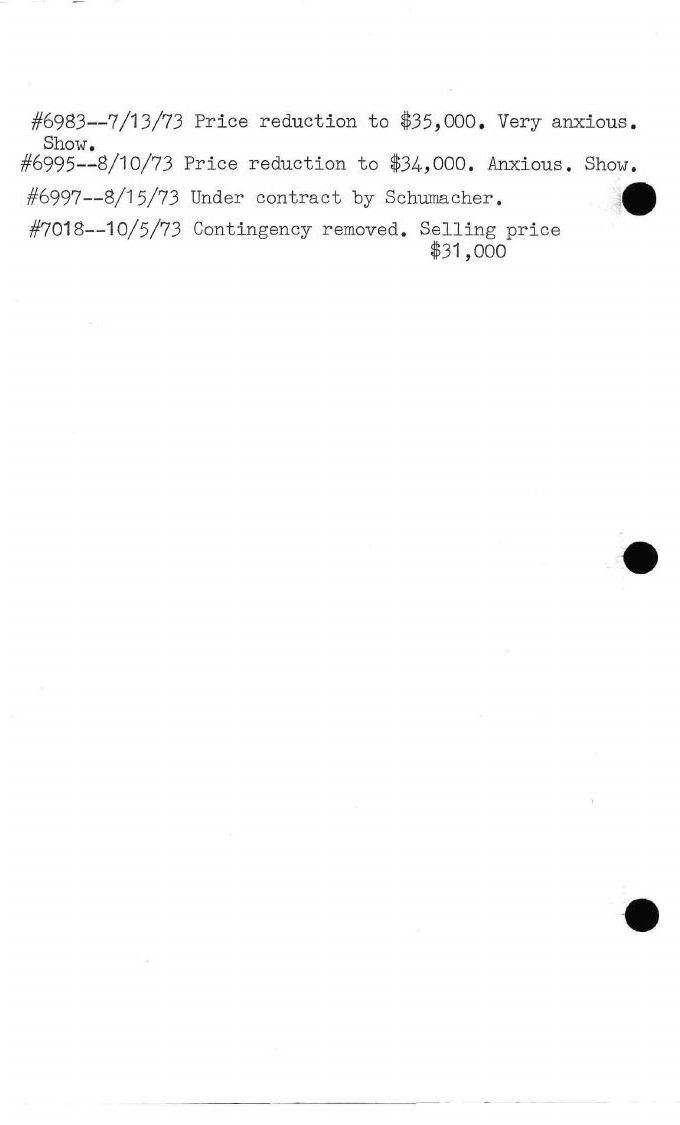 #6983--7/13/73 Price reduction to $35,000. Very anxious.
Show.
#6995--8/10/73 Price reduction to $34,000. Anxious. Show.
#6997--8/15/73 Under contract by Schumacher.
#7018--10/5/73 Contingency removed. Selling price
$31,000